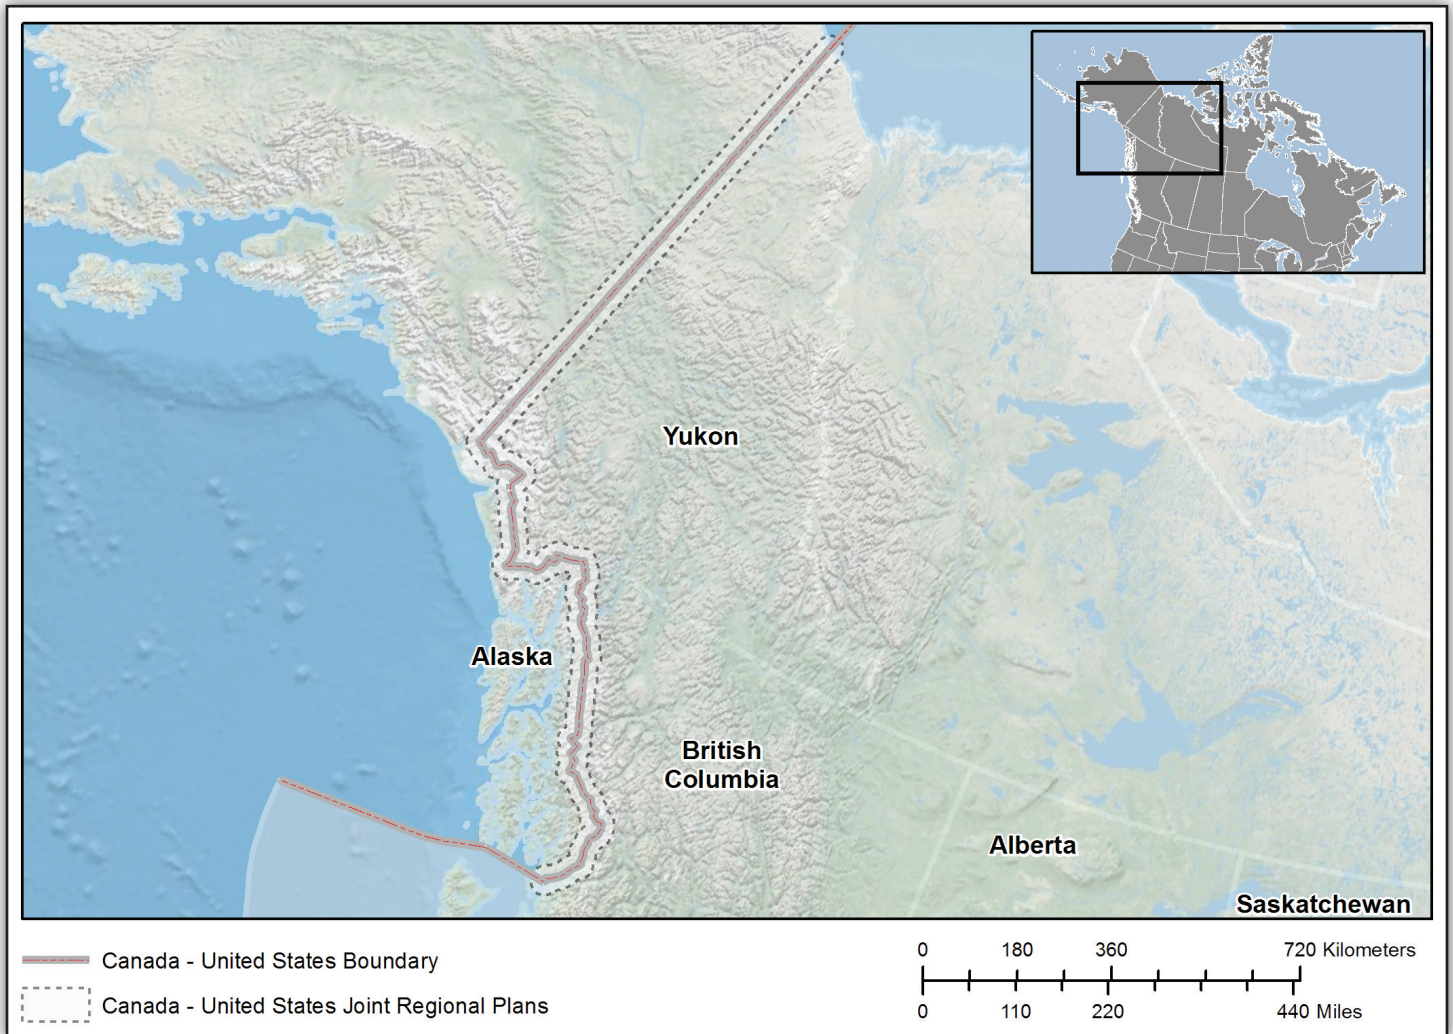 Yukon
Alaska
British
Columbia
Alberta
Saskatchewan
Canada - United States Boundary
Canada - United States Joint Regional Plans
0 180 360 720 Kilometers
0 110 220 440 Miles